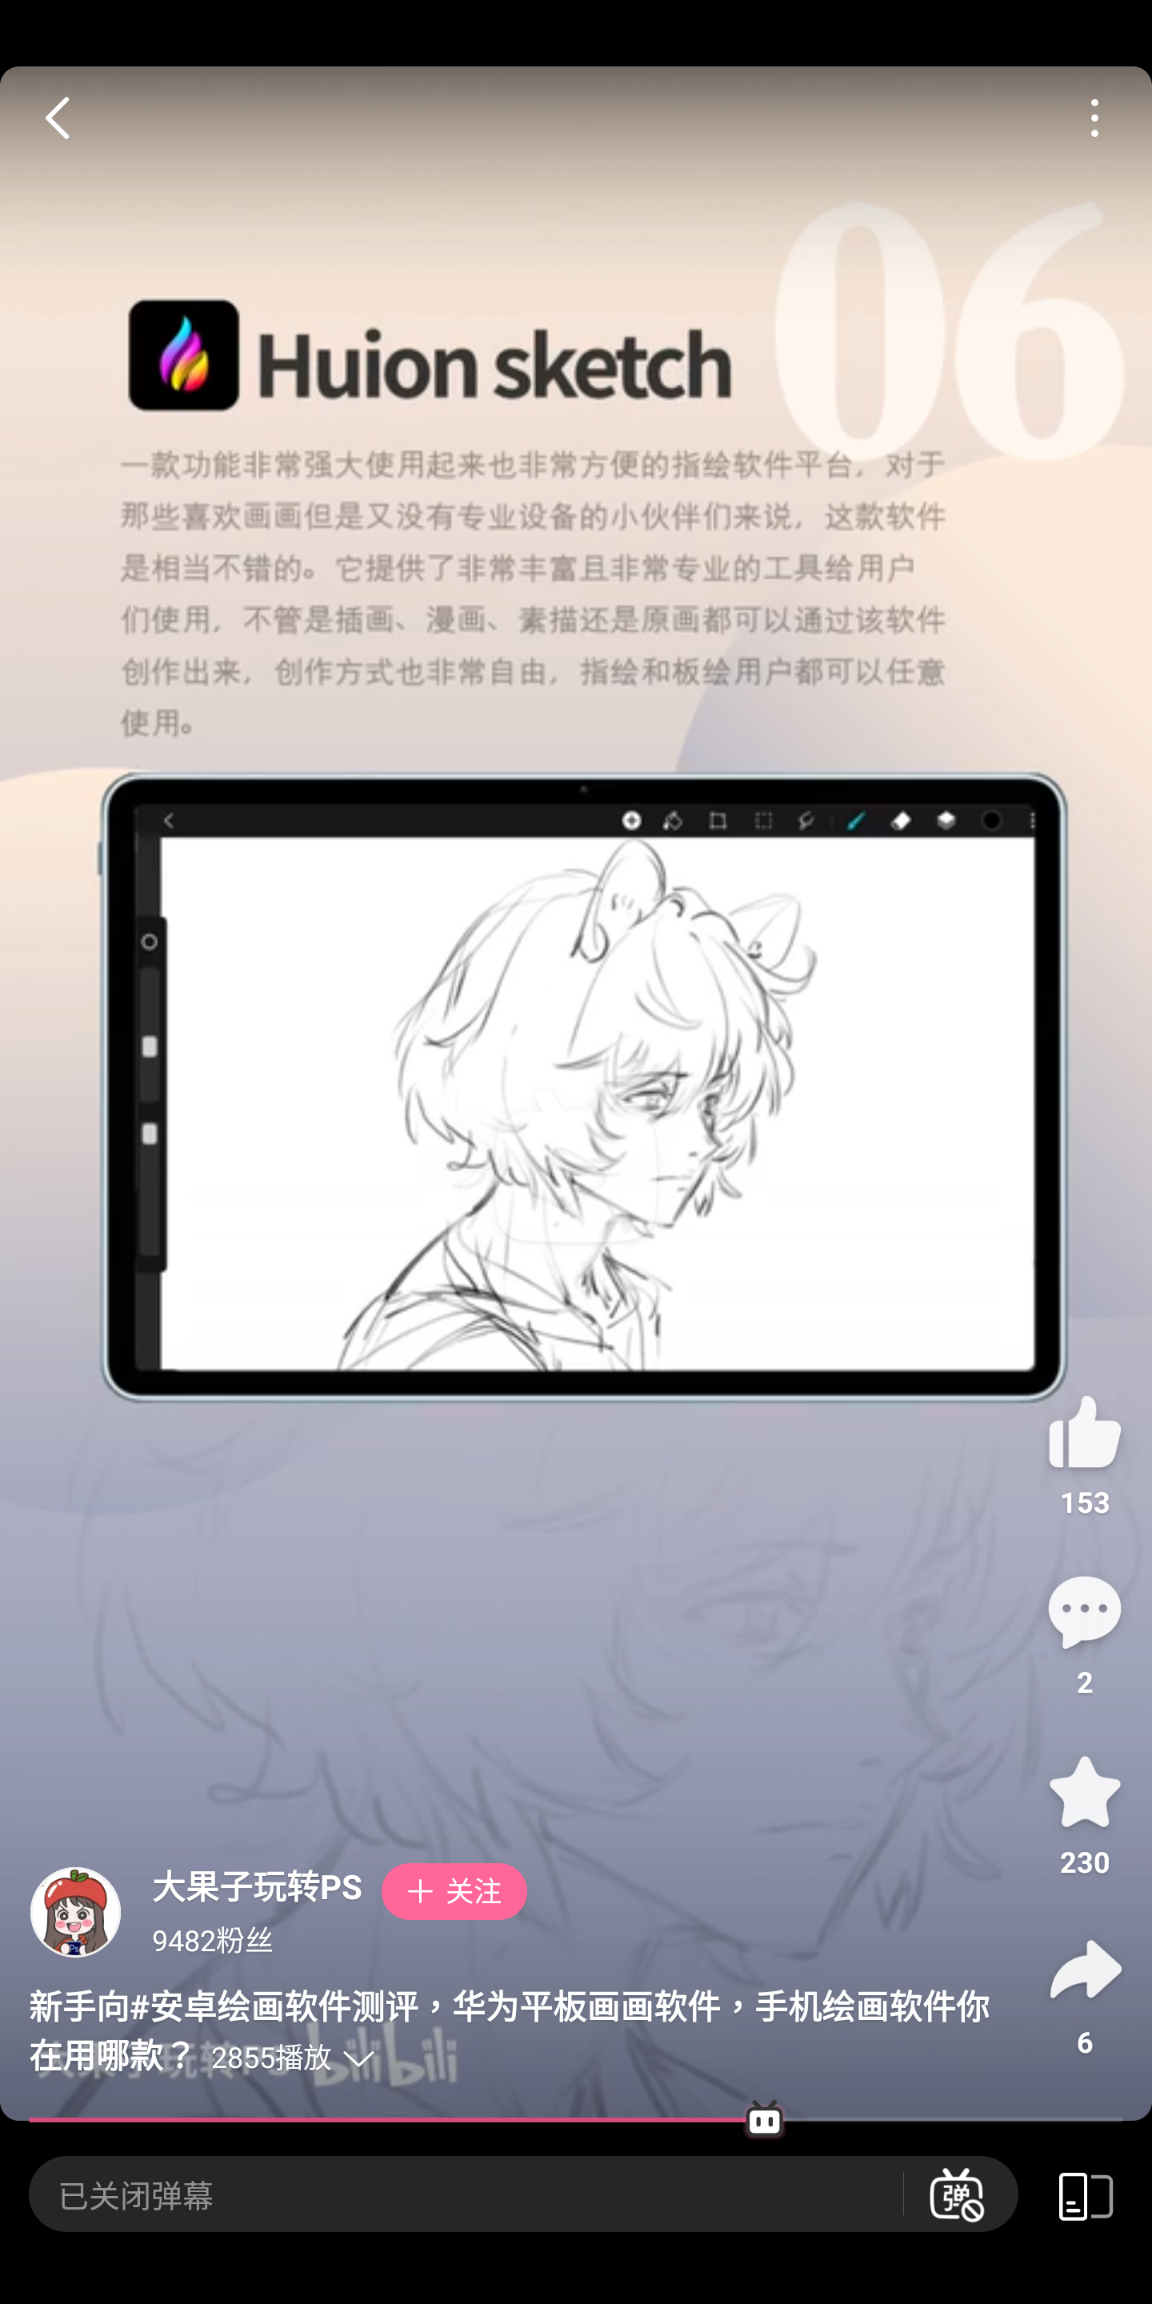 06
Huion sketch
一款功能非常强大使用起来也非常方便的指绘软件平台，对于
那些喜欢画画但是又没有专业设备的小伙伴们来说，这款软件
是相当不错的。它提供了非常丰富且非常专业的工具给用户
们使用，不管是插画、漫画、素描还是原画都可以通过该软件
创作出来，创作方式也非常自由，指绘和板绘用户都可以任意
使用。
153
2
230
6
大果子玩转PS
＋ 关注
9482粉丝
新手向#安卓绘画软件测评，华为平板画画软件，手机绘画软件你
在用哪款？ 2855播放
大果子玩转PS bilibili
已关闭弹幕
弹